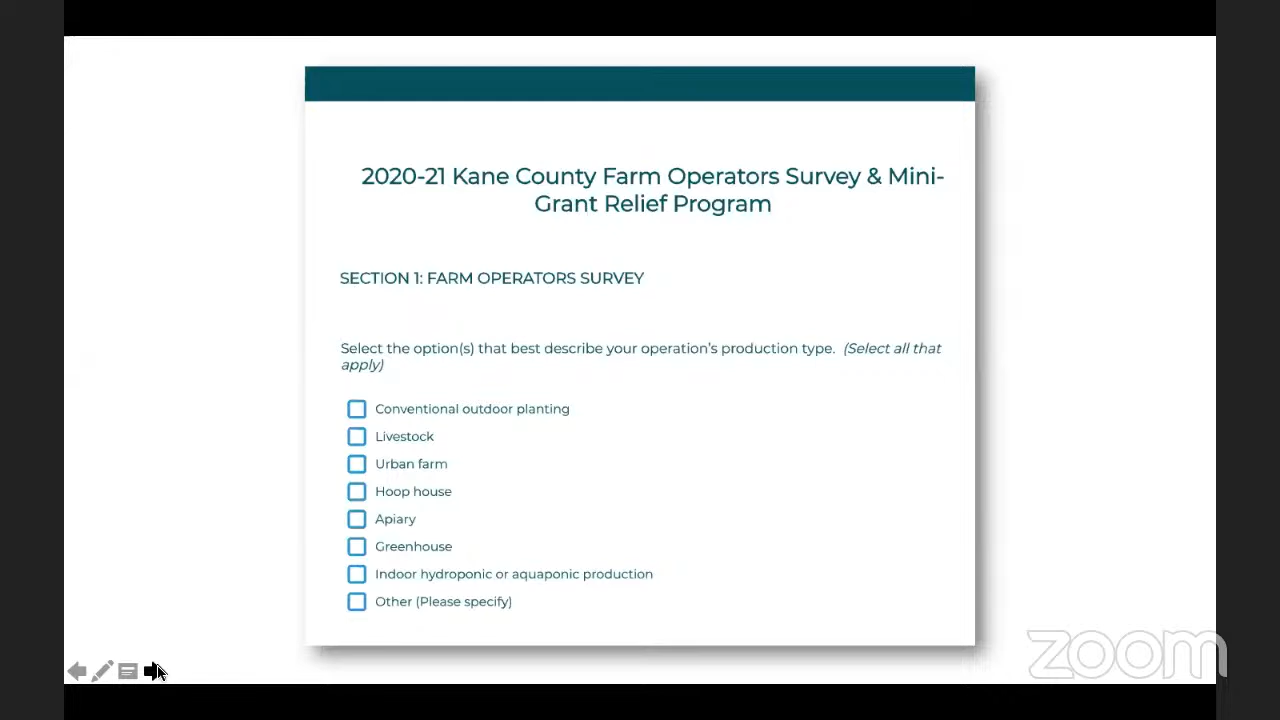 2020-21 Kane County Farm Operators Survey & Mini-
Grant Relief Program
SECTION 1: FARM OPERATORS SURVEY
Select the option(s) that best describe your operation's production type. (Select all that
apply)
Conventional outdoor planting
Livestock
Urban farm
Hoop house
Apiary
Greenhouse
Indoor hydroponic or aquaponic production
Other (Please specify)
zoom